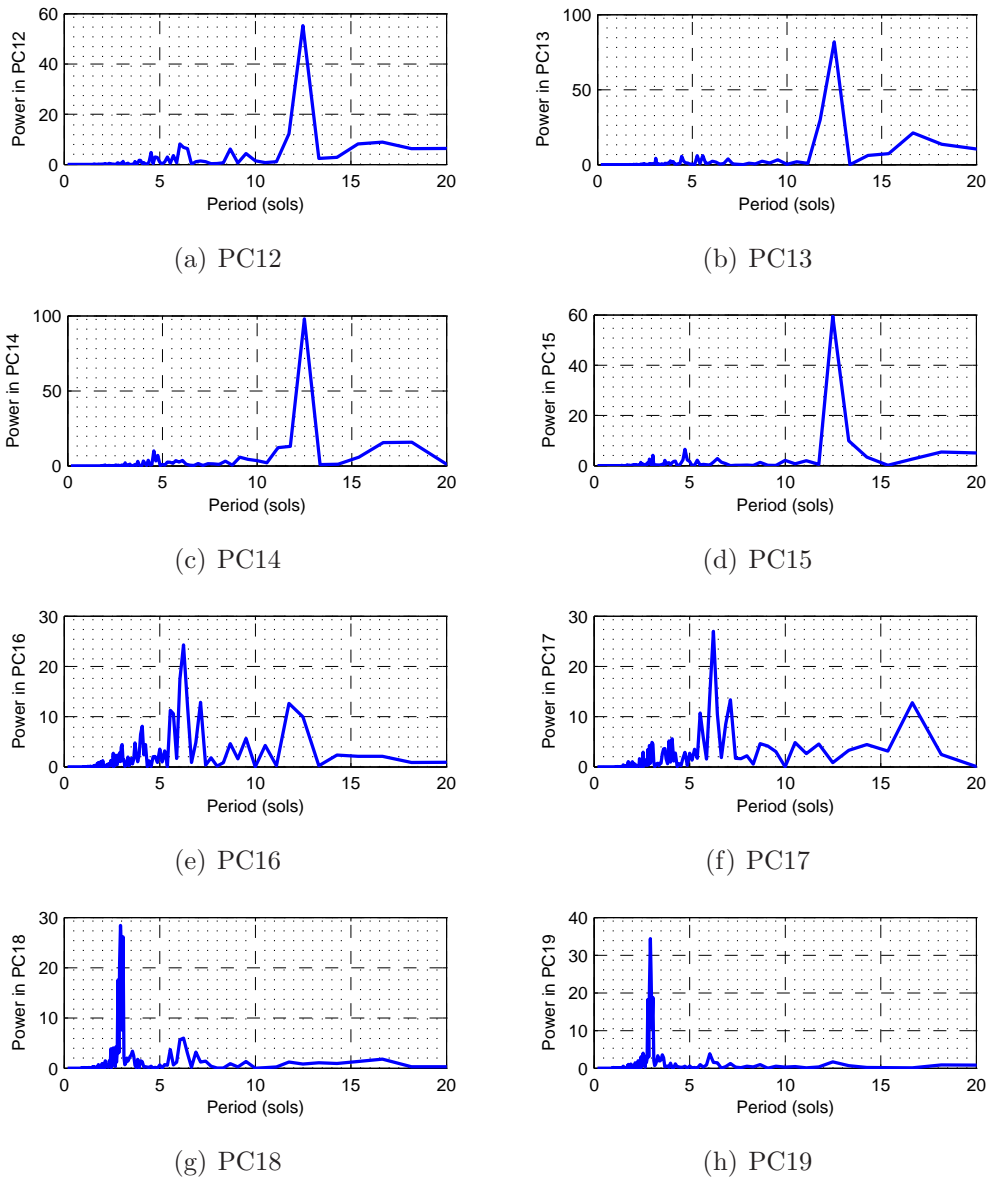 Power in PC12
60
40
20
0
0 5 10 15 20
Period (sols)
(a) PC12
Power in PC13
100
50
0
0 5 10 15 20
Period (sols)
(b) PC13
Power in PC14
100
50
0
0 5 10 15 20
Period (sols)
(c) PC14
Power in PC15
60
40
20
0
0 5 10 15 20
Period (sols)
(d) PC15
Power in PC16
30
20
10
0
0 5 10 15 20
Period (sols)
(e) PC16
Power in PC17
30
20
10
0
0 5 10 15 20
Period (sols)
(f) PC17
Power in PC18
30
20
10
0
0 5 10 15 20
Period (sols)
(g) PC18
Power in PC19
40
30
20
10
0
0 5 10 15 20
Period (sols)
(h) PC19